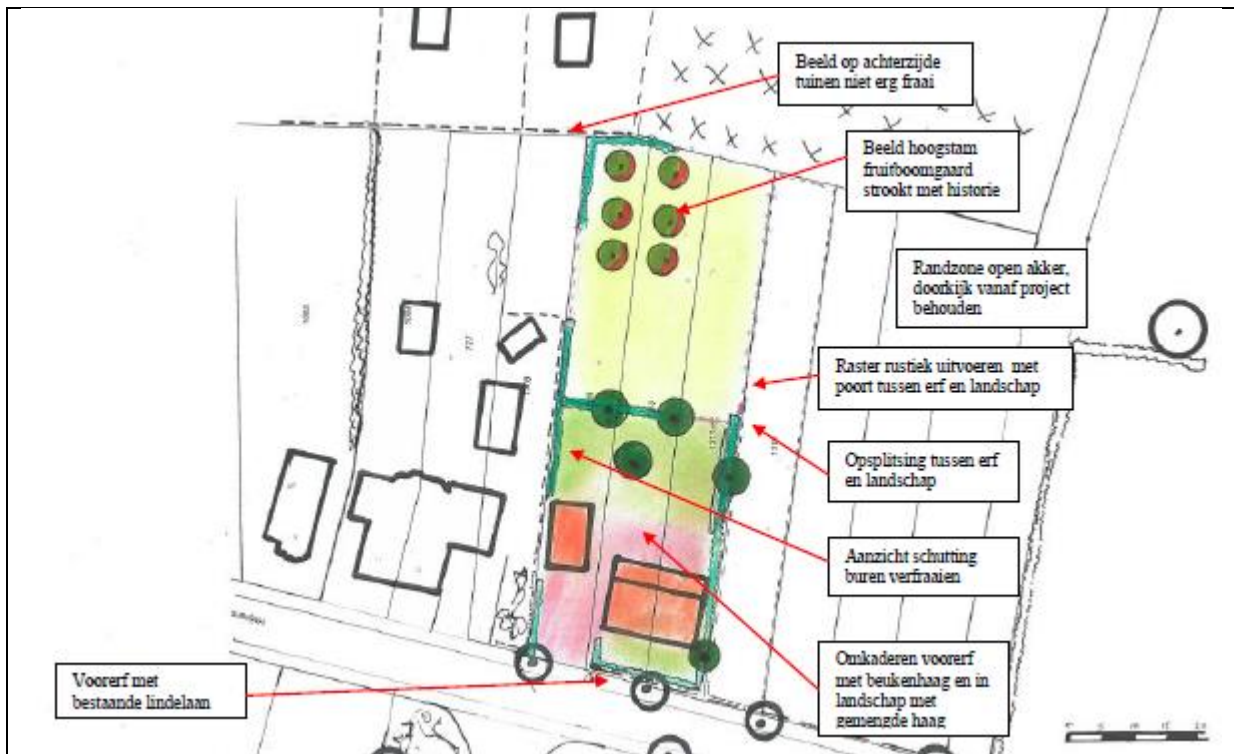 Beeld op achterzijde
tuinen niet erg fraai
Beeld hoogstam
fruitboomgaard
strookt met historie
Randzone open akker,
doorkijk vanaf project
behouden
Raster rustiek uitvoeren met
poort tussen erf en landschap
Opsplitsing tussen erf
en landschap
Aanzicht schutting
buren verfraaien
Omkaderen voorerf
met beukenhaag en in
landschap met
gemengde haag
Voorerf met
bestaande lindelaan